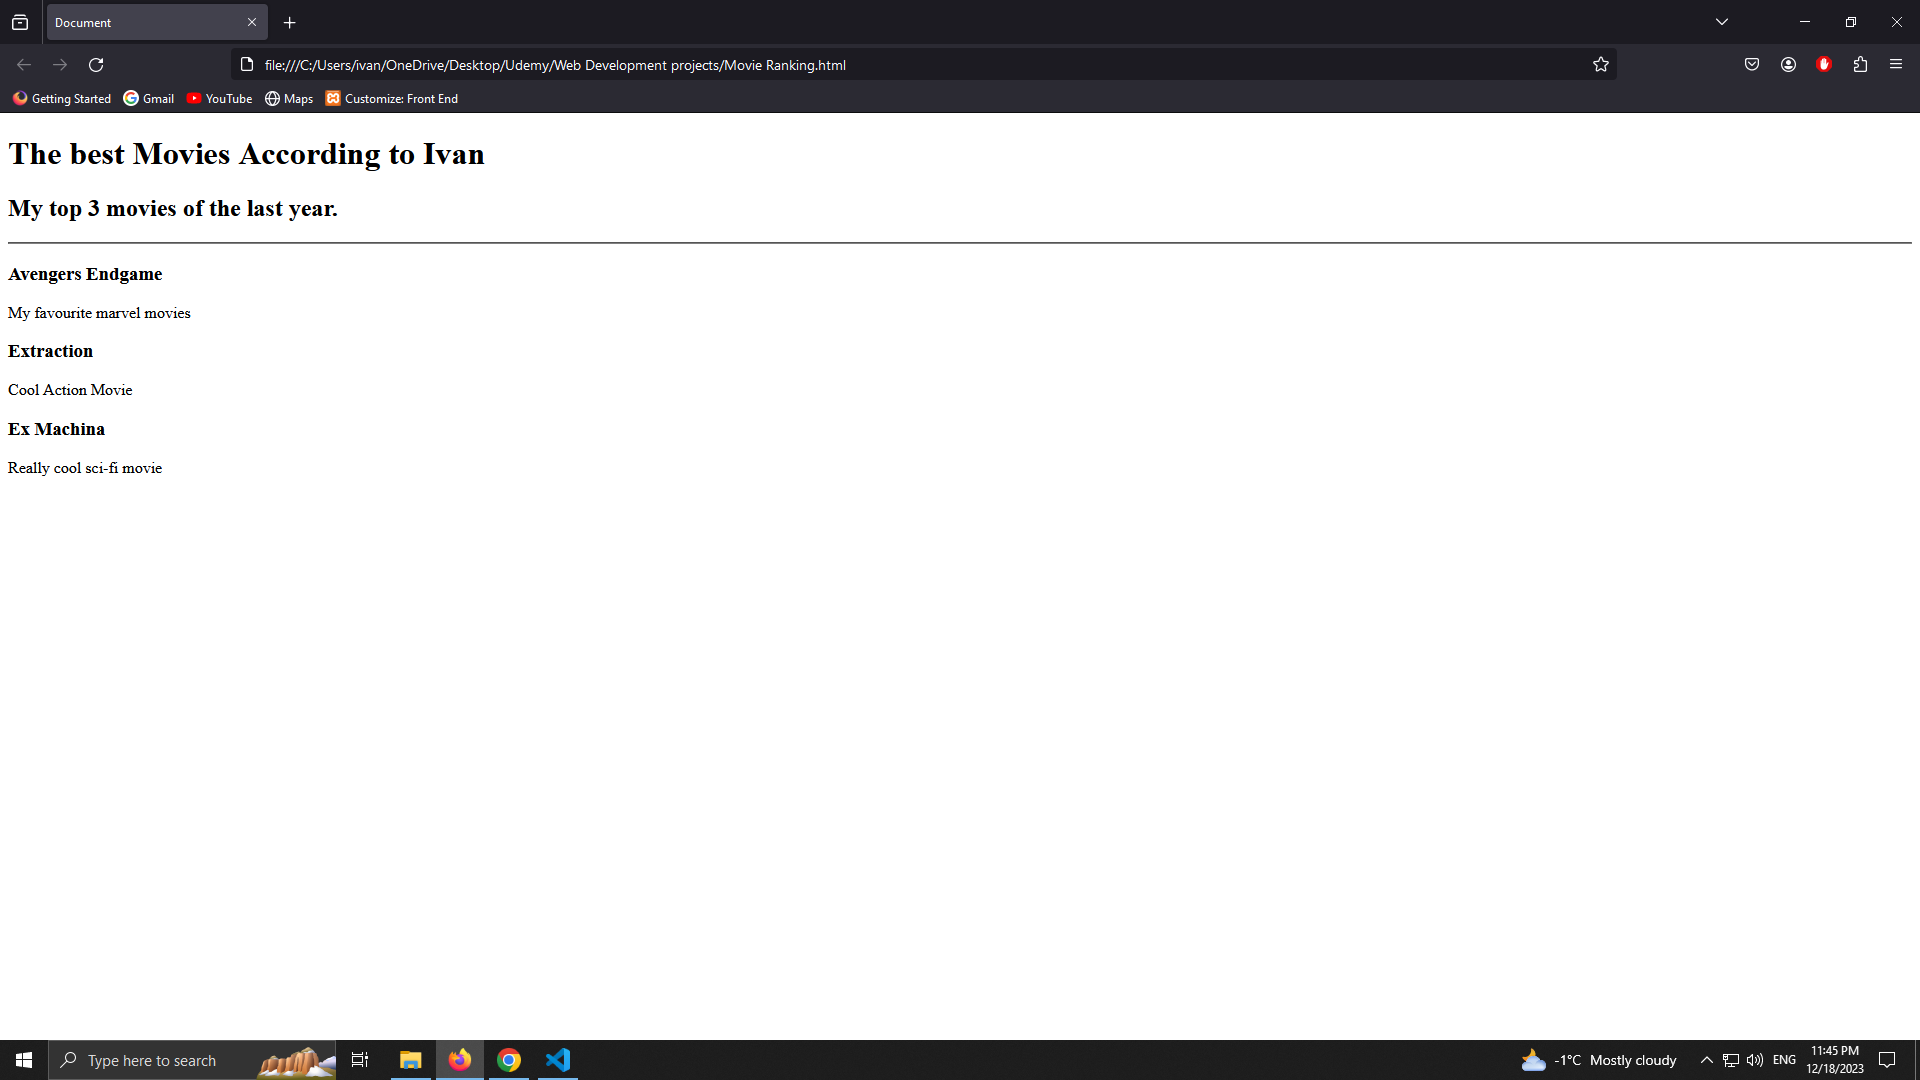 Document
file:///C:/Users/ivan/OneDrive/Desktop/Udemy/Web Development projects/Movie Ranking.html
Getting Started Gmail YouTube Maps Customize: Front End
The best Movies According to Ivan
My top 3 movies of the last year.
Avengers Endgame
My favourite marvel movies
Extraction
Cool Action Movie
Ex Machina
Really cool sci-fi movie
Type here to search
-1°C Mostly cloudy
ENG
11:45 PM
12/18/2023